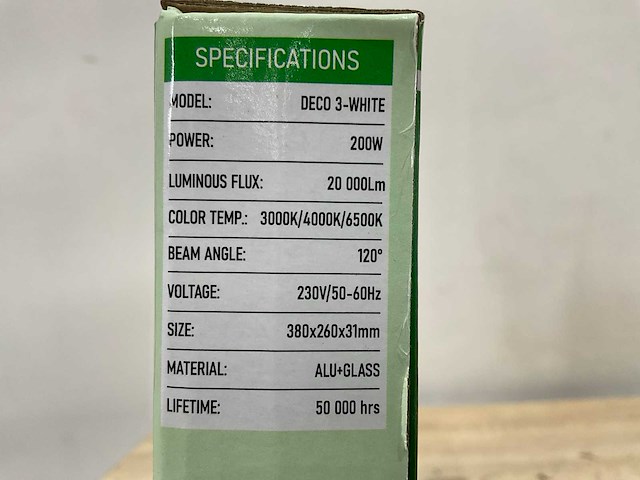 SPECIFICATIONS
MODEL: DECO 3-WHITE
POWER: 200W
LUMINOUS FLUX: 20 000Lm
COLOR TEMP.: 3000K/4000K/6500K
BEAM ANGLE: 120°
VOLTAGE: 230V/50-60Hz
SIZE: 380x260x31mm
MATERIAL: ALU+GLASS
LIFETIME: 50 000 hrs